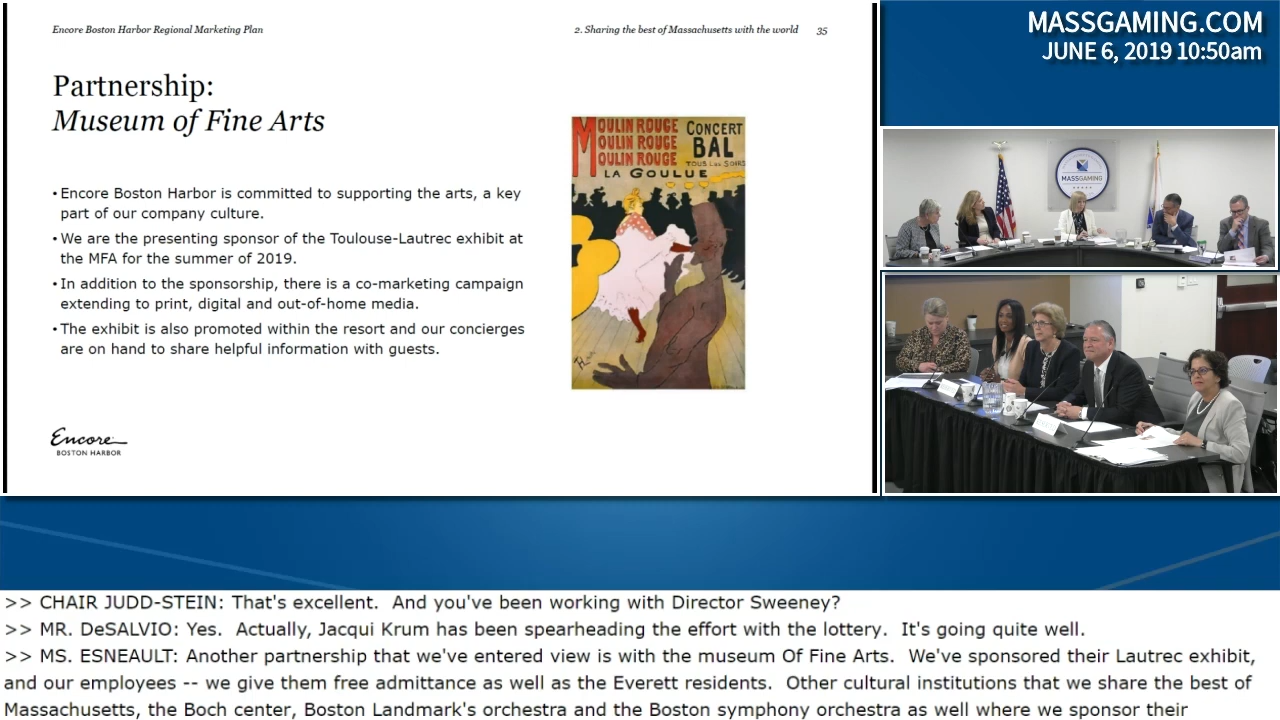 Encore Boston Harbor Regional Marketing Plan
2. Sharing the best of Massachusetts with the world 35
Partnership:
Museum of Fine Arts
• Encore Boston Harbor is committed to supporting the arts, a key
part of our company culture.
• We are the presenting sponsor of the Toulouse-Lautrec exhibit at
the MFA for the summer of 2019.
• In addition to the sponsorship, there is a co-marketing campaign
extending to print, digital and out-of-home media.
• The exhibit is also promoted within the resort and our concierges
are on hand to share helpful information with guests.
MOULIN ROUGE
MOULIN ROUGE
MOULIN ROUGE
CONCERT
BAL
TOUS Les SOIRS
LA GOULUE
Encore
BOSTON HARBOR
MASSGAMING.COM
JUNE 6, 2019 10:50am
MASSGAMING
>> CHAIR JUDD-STEIN: That's excellent. And you've been working with Director Sweeney?
>> MR. DeSALVIO: Yes. Actually, Jacqui Krum has been spearheading the effort with the lottery. It's going quite well.
>> MS. ESNEAULT: Another partnership that we've entered view is with the museum Of Fine Arts. We've sponsored their Lautrec exhibit,
and our employees -- we give them free admittance as well as the Everett residents. Other cultural institutions that we share the best of
Massachusetts, the Boch center, Boston Landmark's orchestra and the Boston symphony orchestra as well where we sponsor their